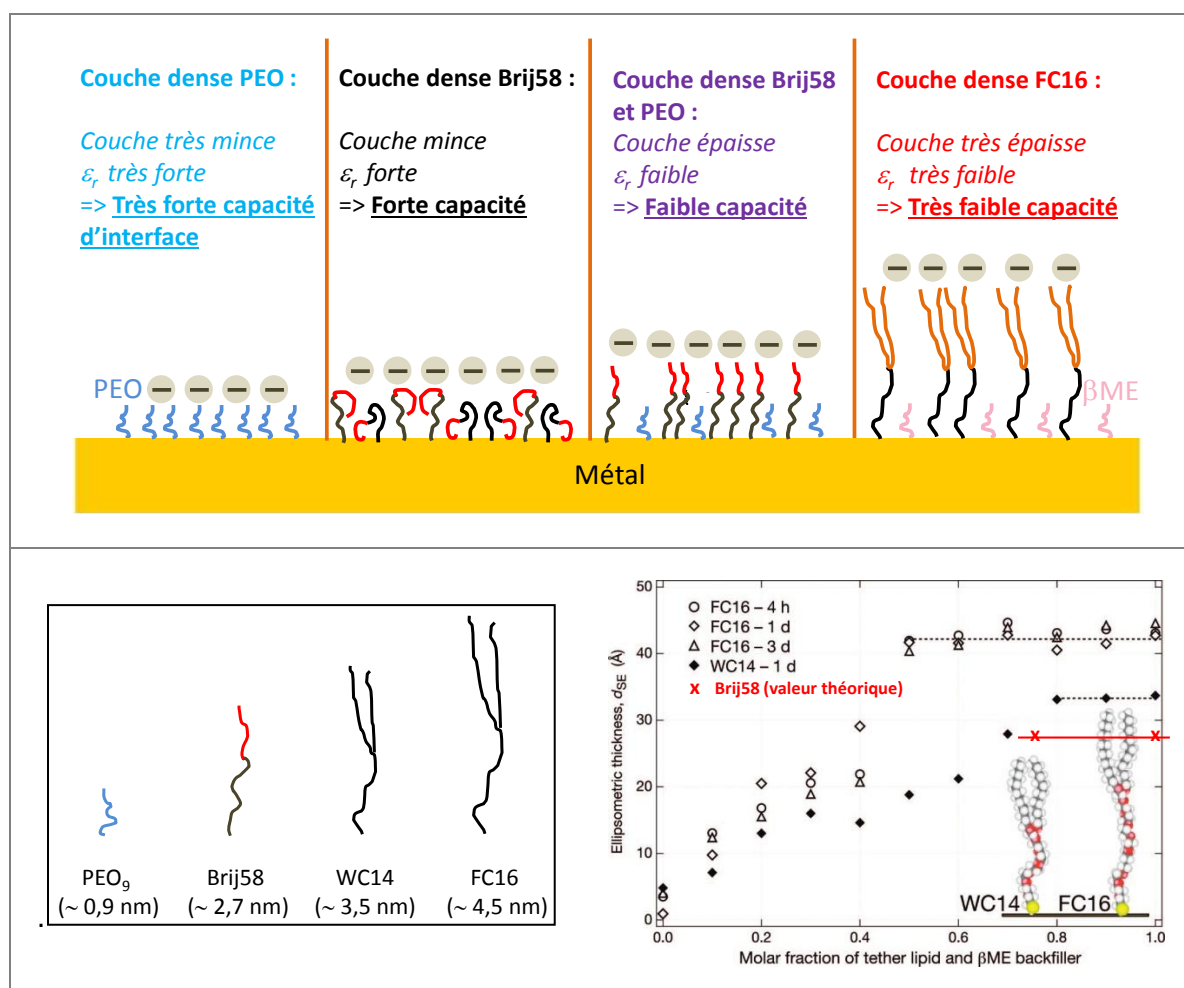 Couche dense PEO :
Couche très mince
εr très forte
=> Très forte capacité
d’interface
Couche dense Brij58 :
Couche mince
εr forte
=> Forte capacité
Couche dense Brij58
et PEO :
Couche épaisse
εr faible
=> Faible capacité
Couche dense FC16 :
Couche très épaisse
εr très faible
=> Très faible capacité
PEO
βME
Métal
PEO9
(~ 0,9 nm)
Brij58
(~ 2,7 nm)
WC14
(~ 3,5 nm)
FC16
(~ 4,5 nm)
.
Ellipsometric thickness, dSE (Å)
50
40
30
20
10
0
FC16 – 4 h
FC16 – 1 d
FC16 – 3 d
WC14 – 1 d
x Brij58 (valeur théorique)
x x
WC14 FC16
0.0 0.2 0.4 0.6 0.8 1.0
Molar fraction of tether lipid and βME backfiller